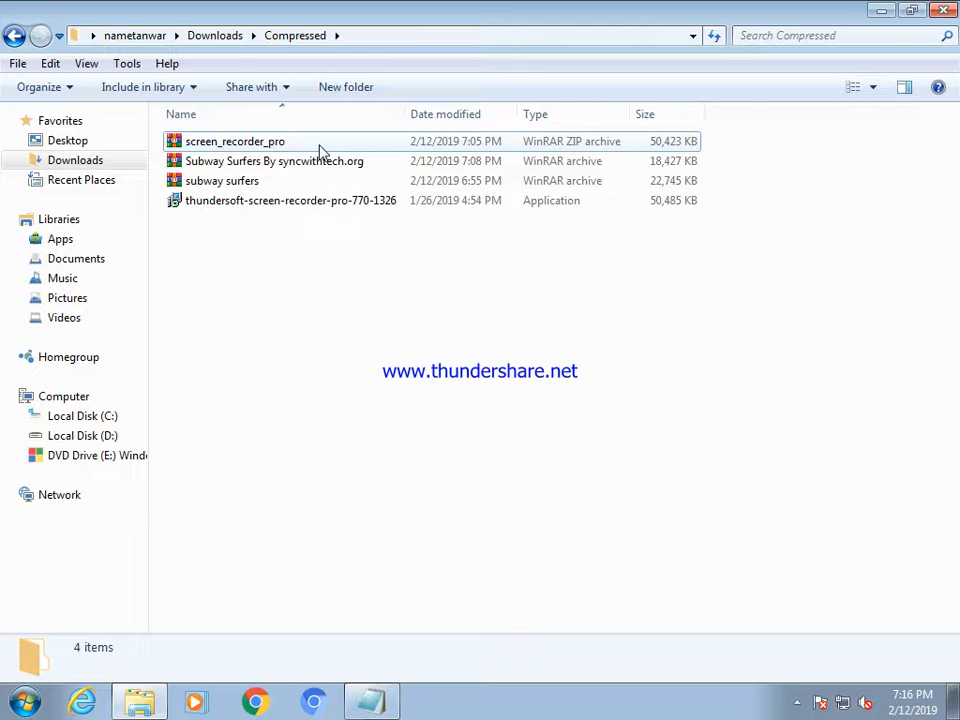 nametanwar Downloads Compressed Search Compressed
File Edit View Tools Help
Organize Include in library Share with New folder
Name Date modified Type Size
Favorites
Desktop
Downloads
Recent Places
Libraries
Apps
Documents
Music
Pictures
Videos
Homegroup
Computer
Local Disk (C:)
Local Disk (D:)
DVD Drive (E:) Wind
Network
screen_recorder_pro 2/12/2019 7:05 PM WinRAR ZIP archive 50,423 KB
Subway Surfers By syncwithtech.org 2/12/2019 7:08 PM WinRAR archive 18,427 KB
subway surfers 2/12/2019 6:55 PM WinRAR archive 22,745 KB
thundersoft-screen-recorder-pro-770-1326 1/26/2019 4:54 PM Application 50,485 KB
www.thundershare.net
4 items
7:16 PM
2/12/2019